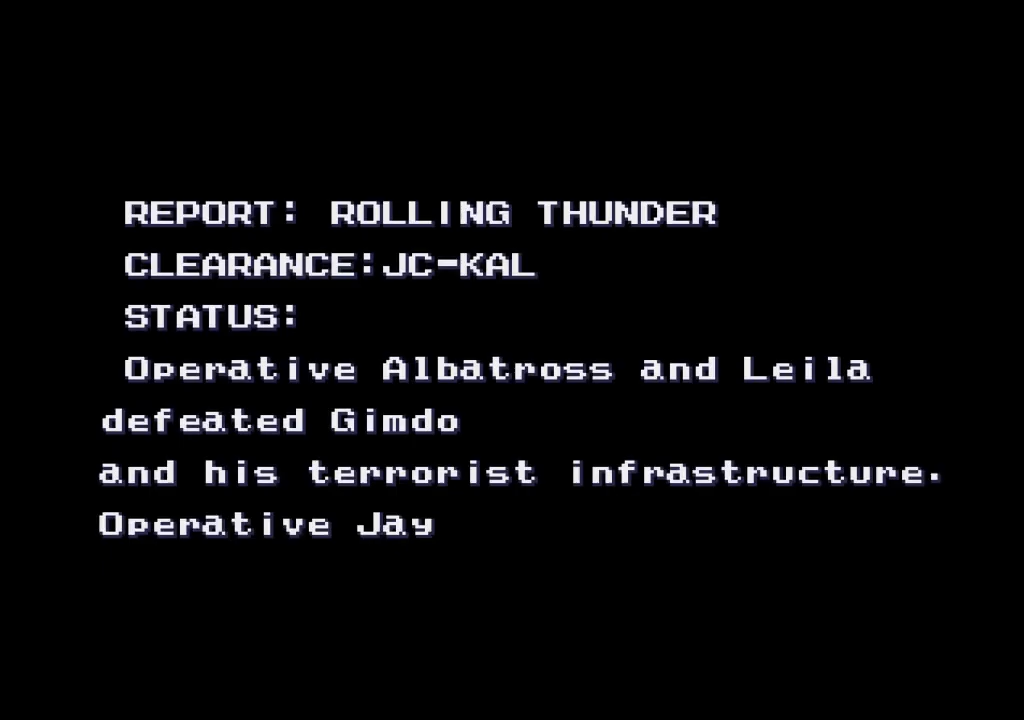 REPORT: ROLLING THUNDER
CLEARANCE:JC-KAL
STATUS:
Operative Albatross and Leila
defeated Gimdo
and his terrorist infrastructure.
Operative Jay